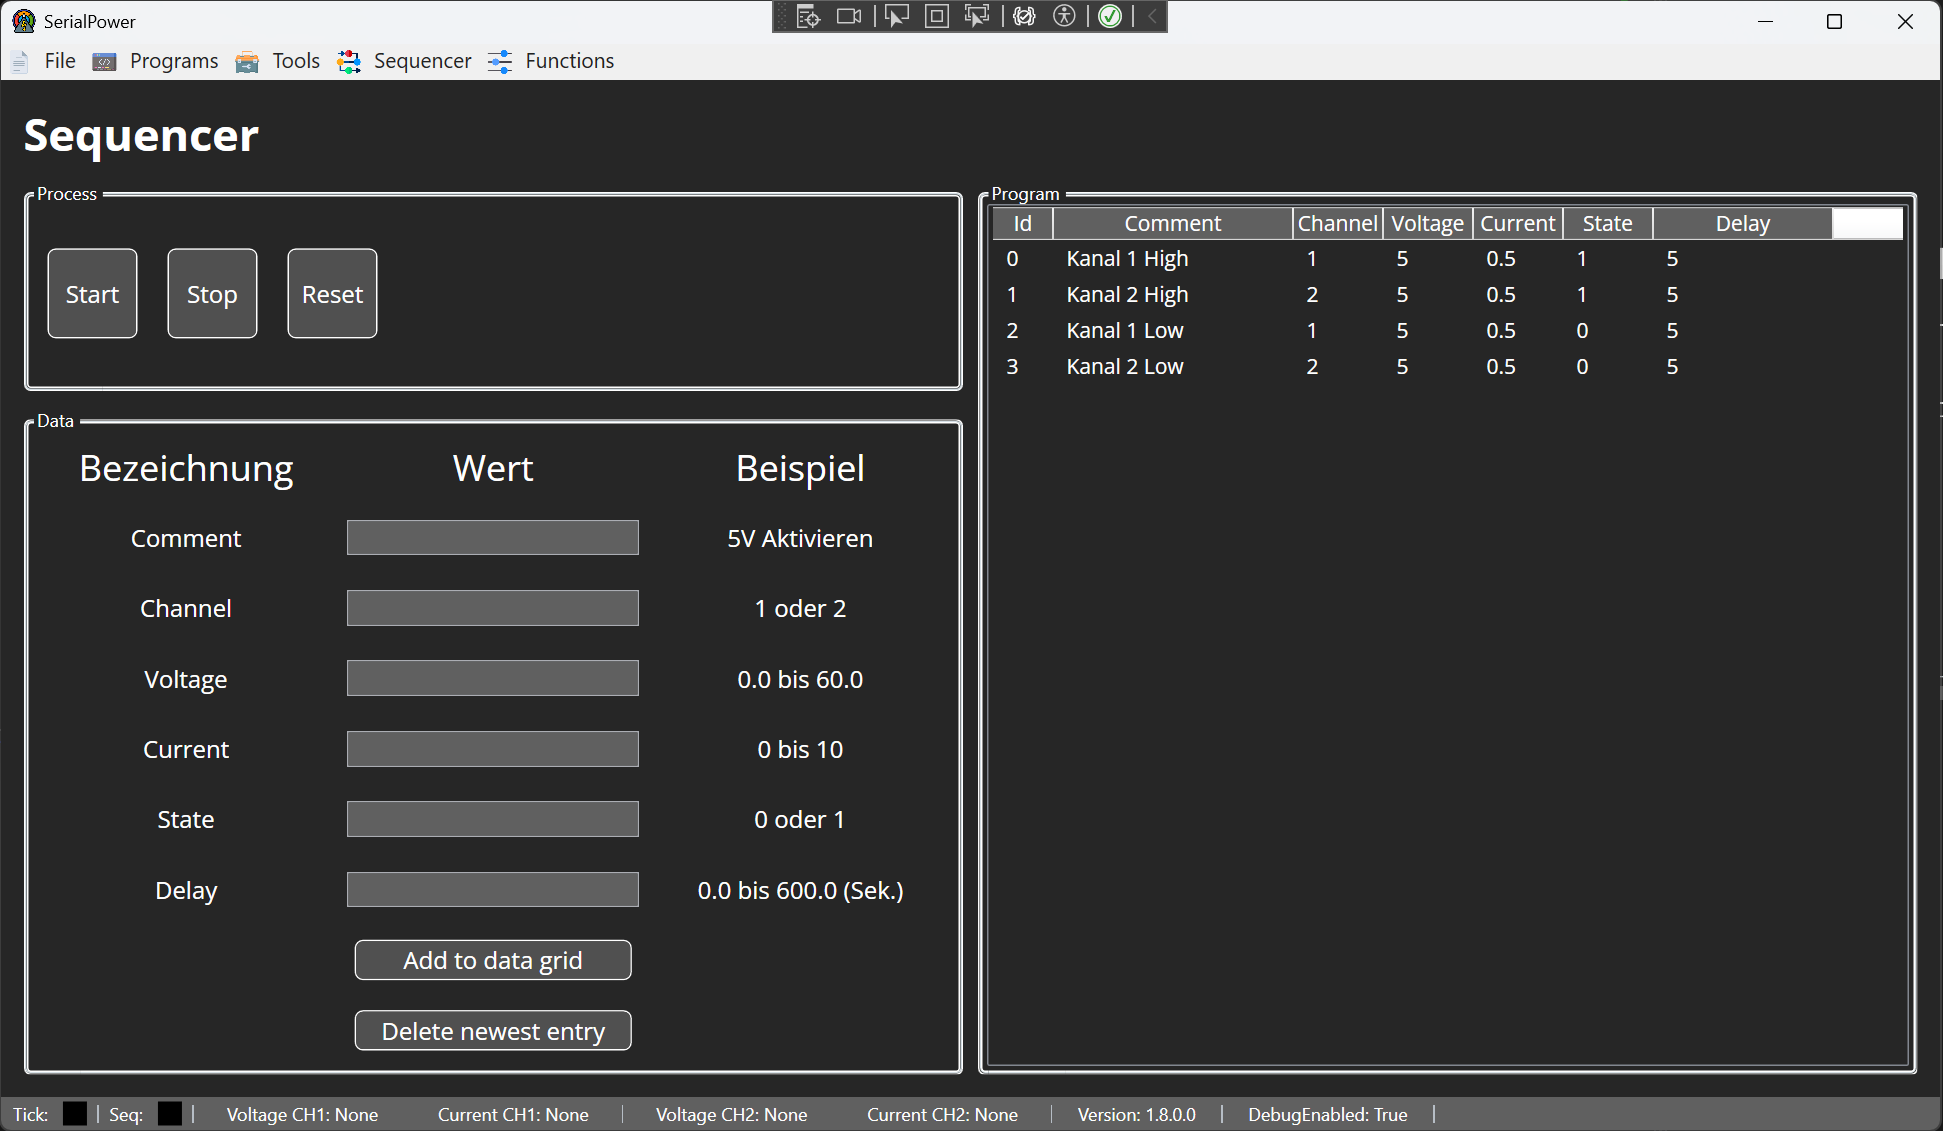 SerialPower
File Programs Tools Sequencer Functions
Sequencer
Process
Start Stop Reset
Data
Bezeichnung Wert Beispiel
Comment 5V Aktivieren
Channel 1 oder 2
Voltage 0.0 bis 60.0
Current 0 bis 10
State 0 oder 1
Delay 0.0 bis 600.0 (Sek.)
Add to data grid
Delete newest entry
Program
Id Comment Channel Voltage Current State Delay
0 Kanal 1 High 1 5 0.5 1 5
1 Kanal 2 High 2 5 0.5 1 5
2 Kanal 1 Low 1 5 0.5 0 5
3 Kanal 2 Low 2 5 0.5 0 5
Tick: | Seq: | Voltage CH1: None Current CH1: None | Voltage CH2: None Current CH2: None | Version: 1.8.0.0 | DebugEnabled: True |